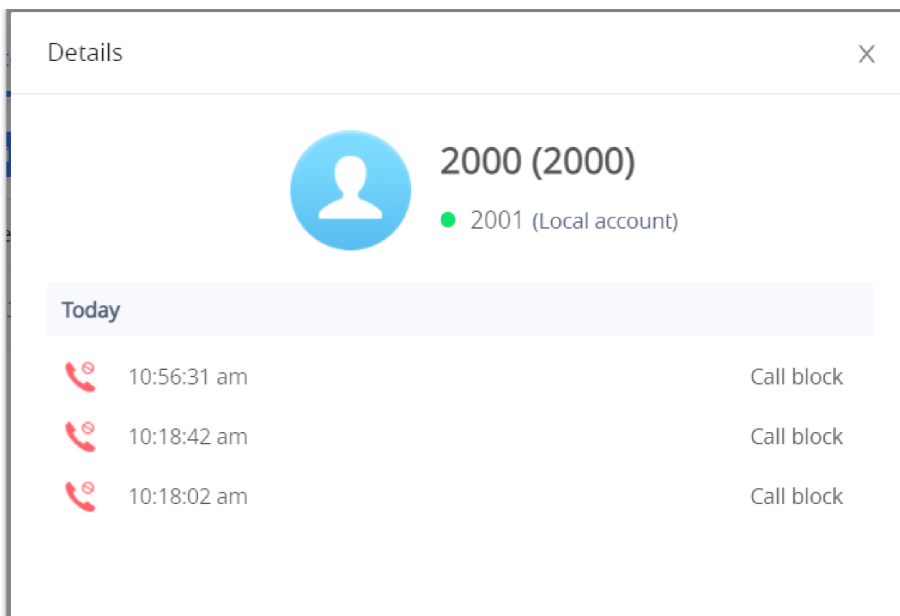 Details
2000 (2000)
2001 (Local account)
Today
10:56:31 am Call block
10:18:42 am Call block
10:18:02 am Call block